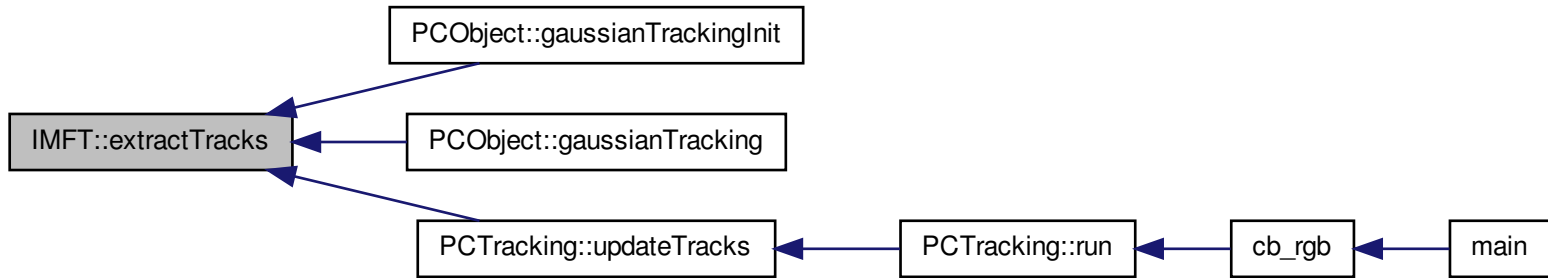 PCObject::gaussianTrackingInit
IMFT::extractTracks
PCObject::gaussianTracking
PCTracking::updateTracks
PCTracking::run
cb_rgb
main